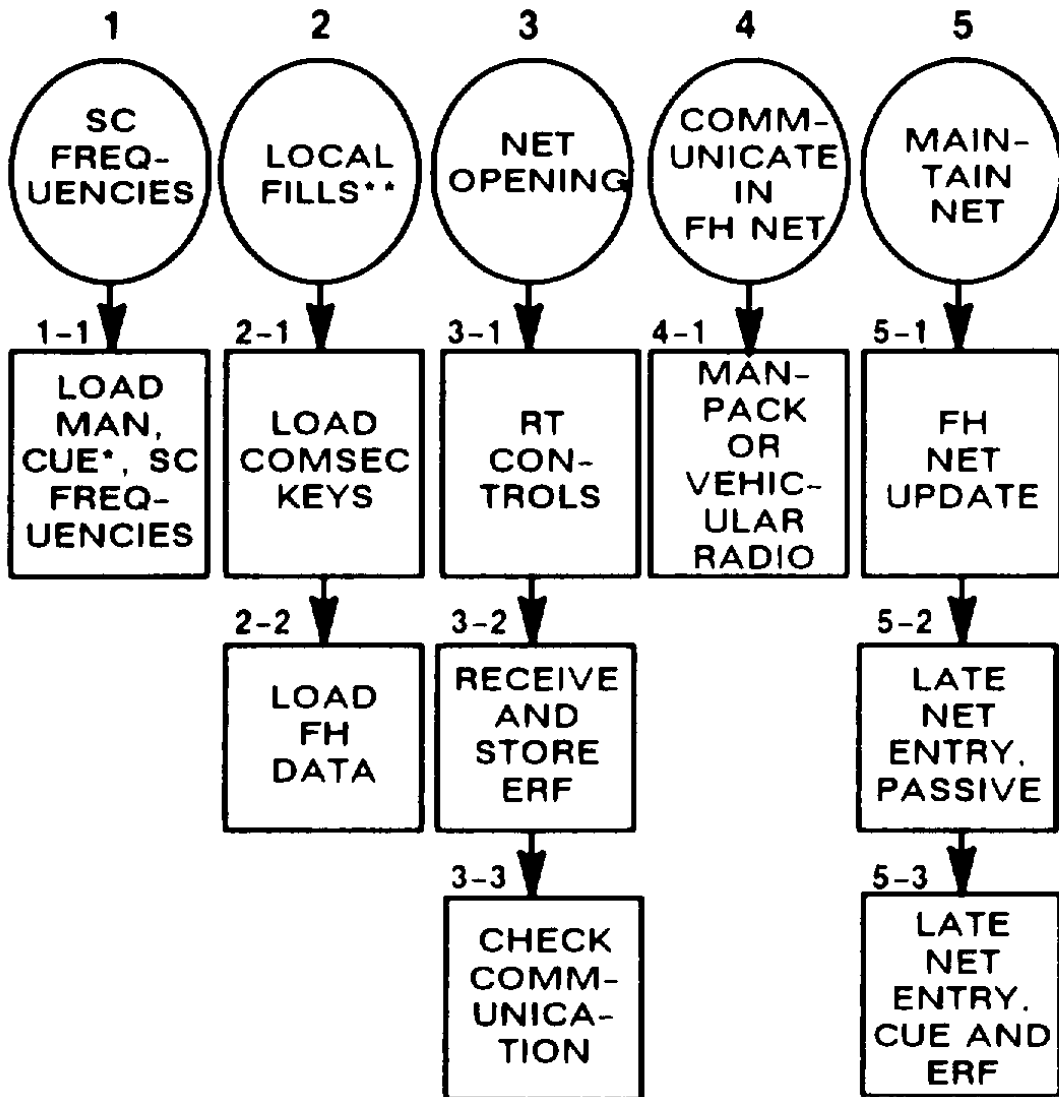 1
2
3
4
5
SC
FREQ-
UENCIES
LOCAL
FILLS**
NET
OPENING
COMM-
UNICATE
IN
FH NET
MAIN-
TAIN
NET
1-1
LOAD
MAN,
CUE*, SC
FREQ-
UENCIES
2-1
LOAD
COMSEC
KEYS
3-1
RT
CON-
TROLS
4-1
MAN-
PACK
OR
VEHIC-
ULAR
RADIO
5-1
FH
NET
UPDATE
2-2
LOAD
FH
DATA
3-2
RECEIVE
AND
STORE
ERF
5-2
LATE
NET
ENTRY.
PASSIVE
3-3
CHECK
COMM-
UNICA-
TION
5-3
LATE
NET
ENTRY.
CUE AND
ERF